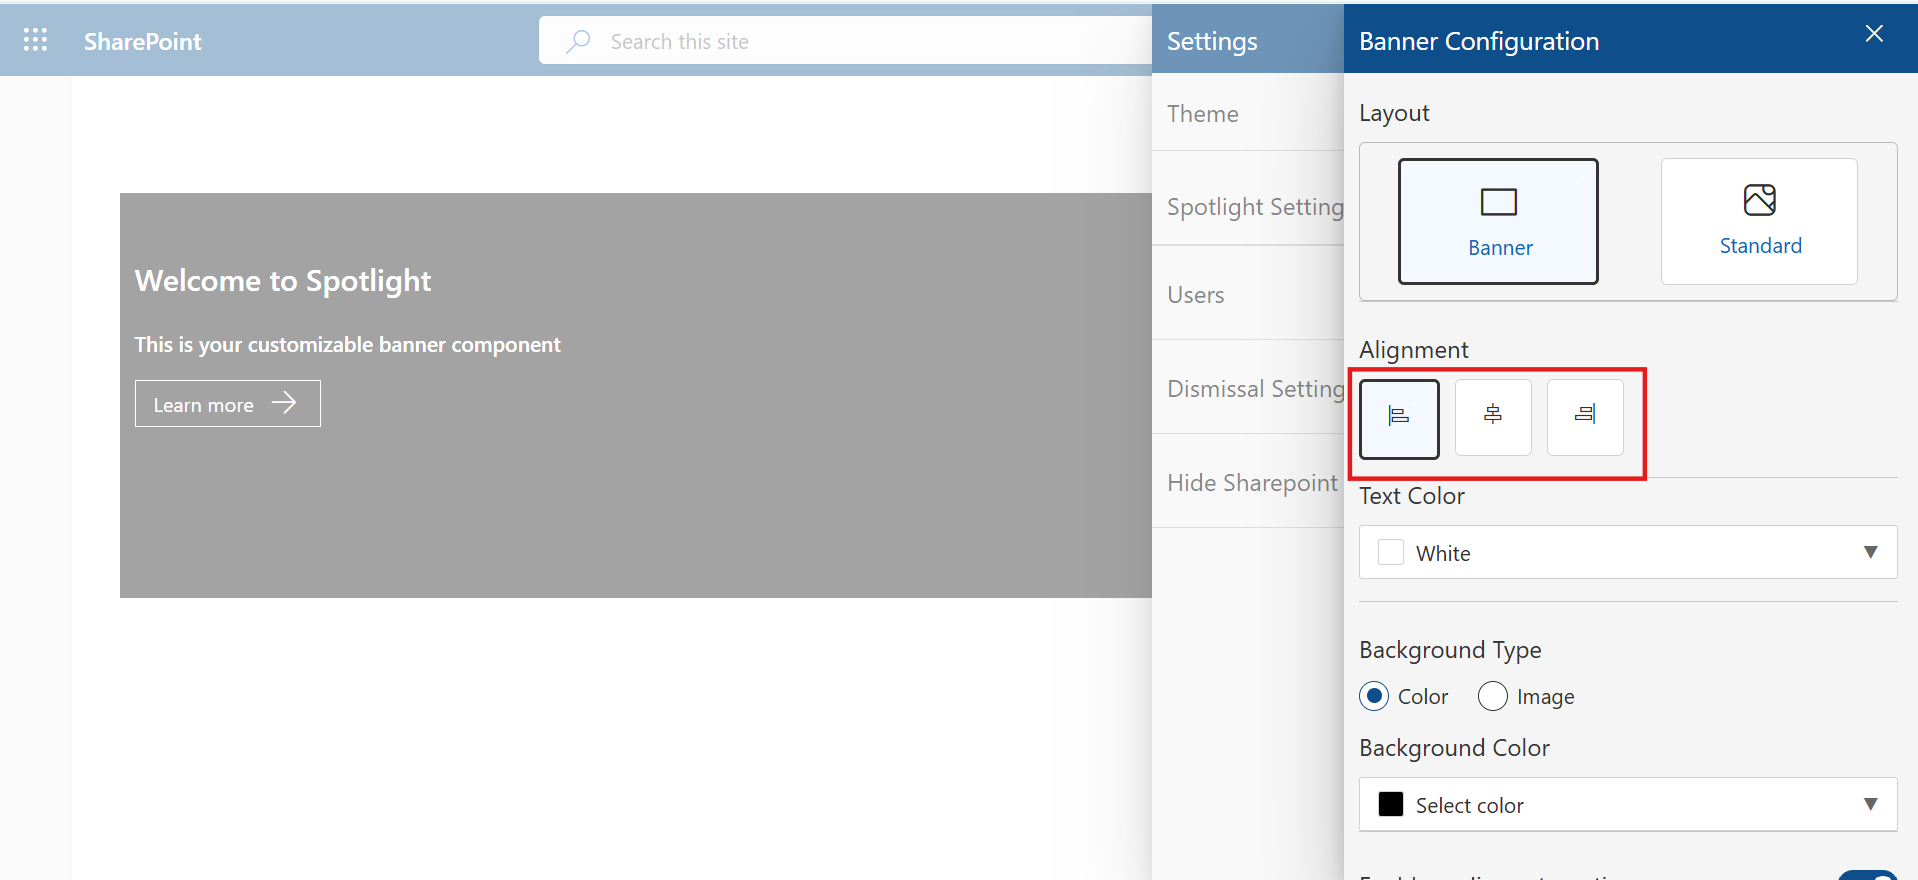 SharePoint
Search this site
Settings
Banner Configuration
Theme
Spotlight Setting
Users
Dismissal Setting
Hide Sharepoint
Welcome to Spotlight
This is your customizable banner component
Learn more
Layout
Banner
Standard
Alignment
Text Color
White
Background Type
Color
Image
Background Color
Select color